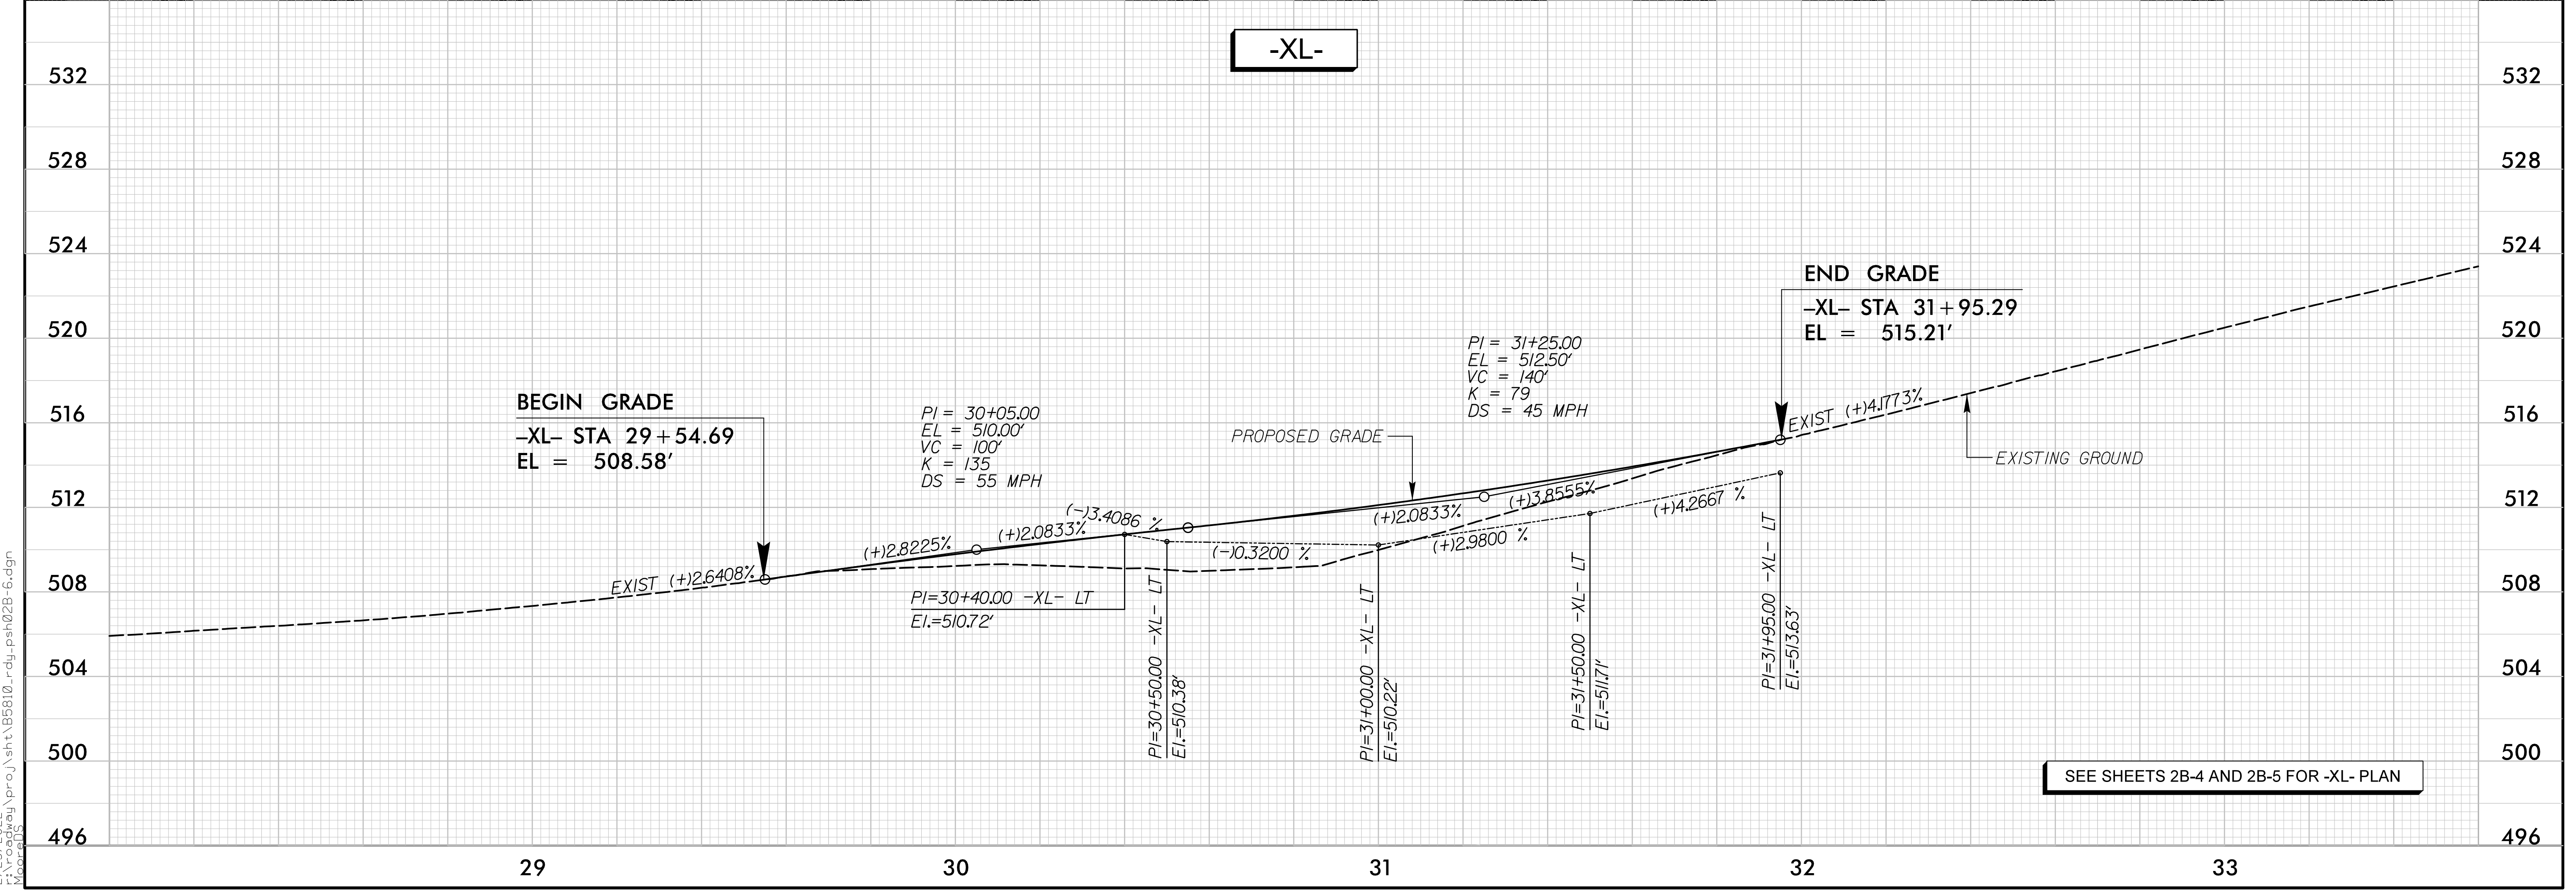 -XL-
532
532
528
528
524
524
520
520
516
516
512
512
508
508
504
504
500
500
496
496
BEGIN GRADE
–XL– STA 29+54.69
EL = 508.58'
PI = 30+05.00
EL = 510.00'
VC = 100'
K = 135
DS = 55 MPH
PROPOSED GRADE
PI = 31+25.00
EL = 512.50'
VC = 140'
K = 79
DS = 45 MPH
END GRADE
–XL– STA 31+95.29
EL = 515.21'
EXIST (+)4.1773%
EXISTING GROUND
EXIST (+)2.6408%
(+)2.8225%
(+)2.0833%
(-)3.4086 %
(-)0.3200 %
(+)2.0833%
(+)2.9800 %
(+)3.8555%
(+)4.2667 %
PI=30+40.00 -XL- LT
El.=510.72'
PI=30+50.00 -XL- LT
El.=510.38'
PI=31+00.00 -XL- LT
El.=510.22'
PI=31+50.00 -XL- LT
El.=511.71'
PI=31+95.00 -XL- LT
El.=513.63'
SEE SHEETS 2B-4 AND 2B-5 FOR -XL- PLAN
29
30
31
32
33
r:\roadway\proj\sht\B5810_rdy_psh02B-6.dgn
MooreDS